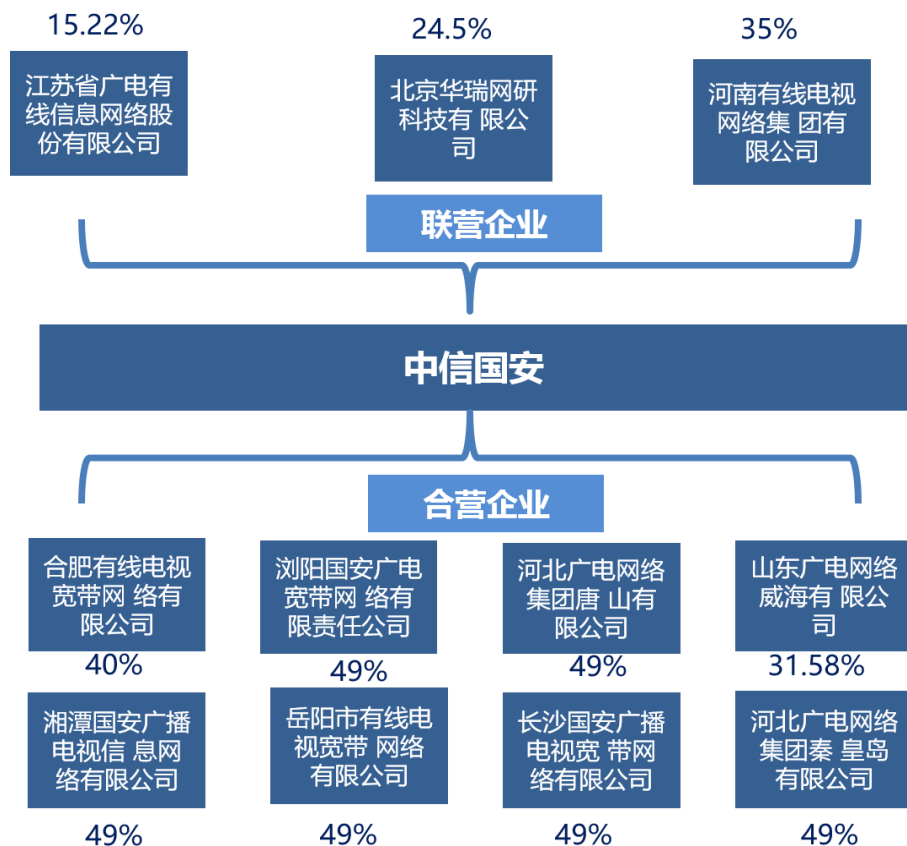 15.22%
24.5%
35%
江苏省广电有
线信息网络股
份有限公司
北京华瑞网研
科技有 限公
司
河南有线电视
网络集 团有
限公司
联营企业
中信国安
合营企业
合肥有线电视
宽带网 络有
限公司
浏阳国安广电
宽带网 络有
限责任公司
河北广电网络
集团唐 山有
限公司
山东广电网络
威海有 限公
司
40%
49%
49%
31.58%
湘潭国安广播
电视信 息网
络有限公司
岳阳市有线电
视宽带 网络
有限公司
长沙国安广播
电视宽 带网
络有限公司
河北广电网络
集团秦 皇岛
有限公司
49%
49%
49%
49%